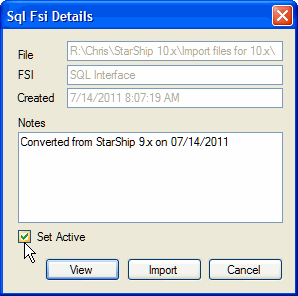 Sql Fsi Details
File R:\Chris\StarShip 10.x\Import files for 10.x\
FSI SQL Interface
Created 7/14/2011 8:07:19 AM
Notes
Converted from StarShip 9.x on 07/14/2011
Set Active
View Import Cancel